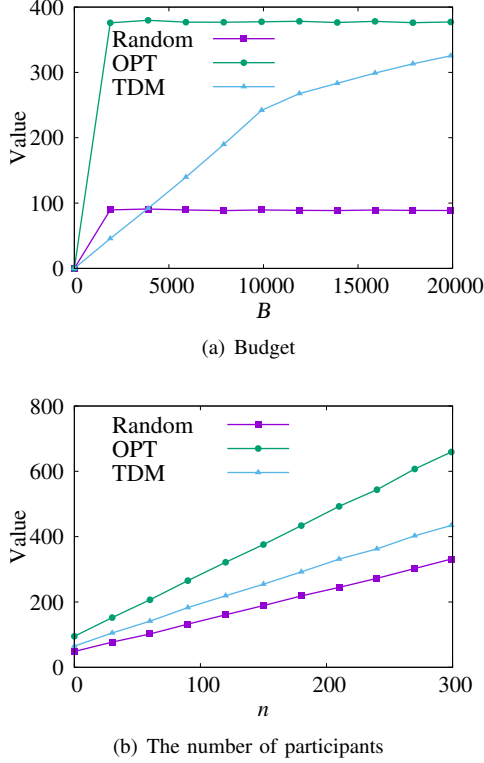 400
300
200
100
0
Value
Random
OPT
TDM
0 5000 10000 15000 20000
B
(a) Budget
800
600
400
200
0
Value
Random
OPT
TDM
0 100 200 300
n
(b) The number of participants